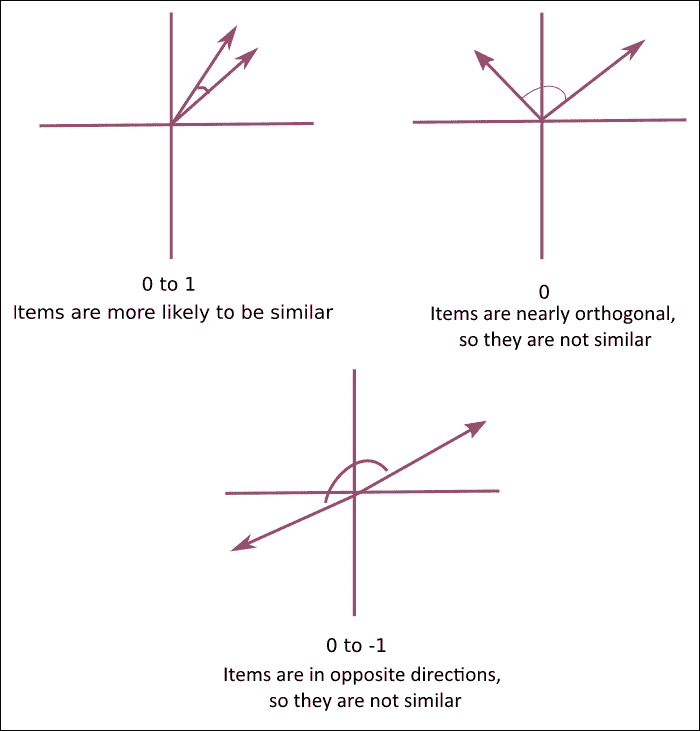 0 to 1
Items are more likely to be similar
0
Items are nearly orthogonal,
so they are not similar
0 to -1
Items are in opposite directions,
so they are not similar